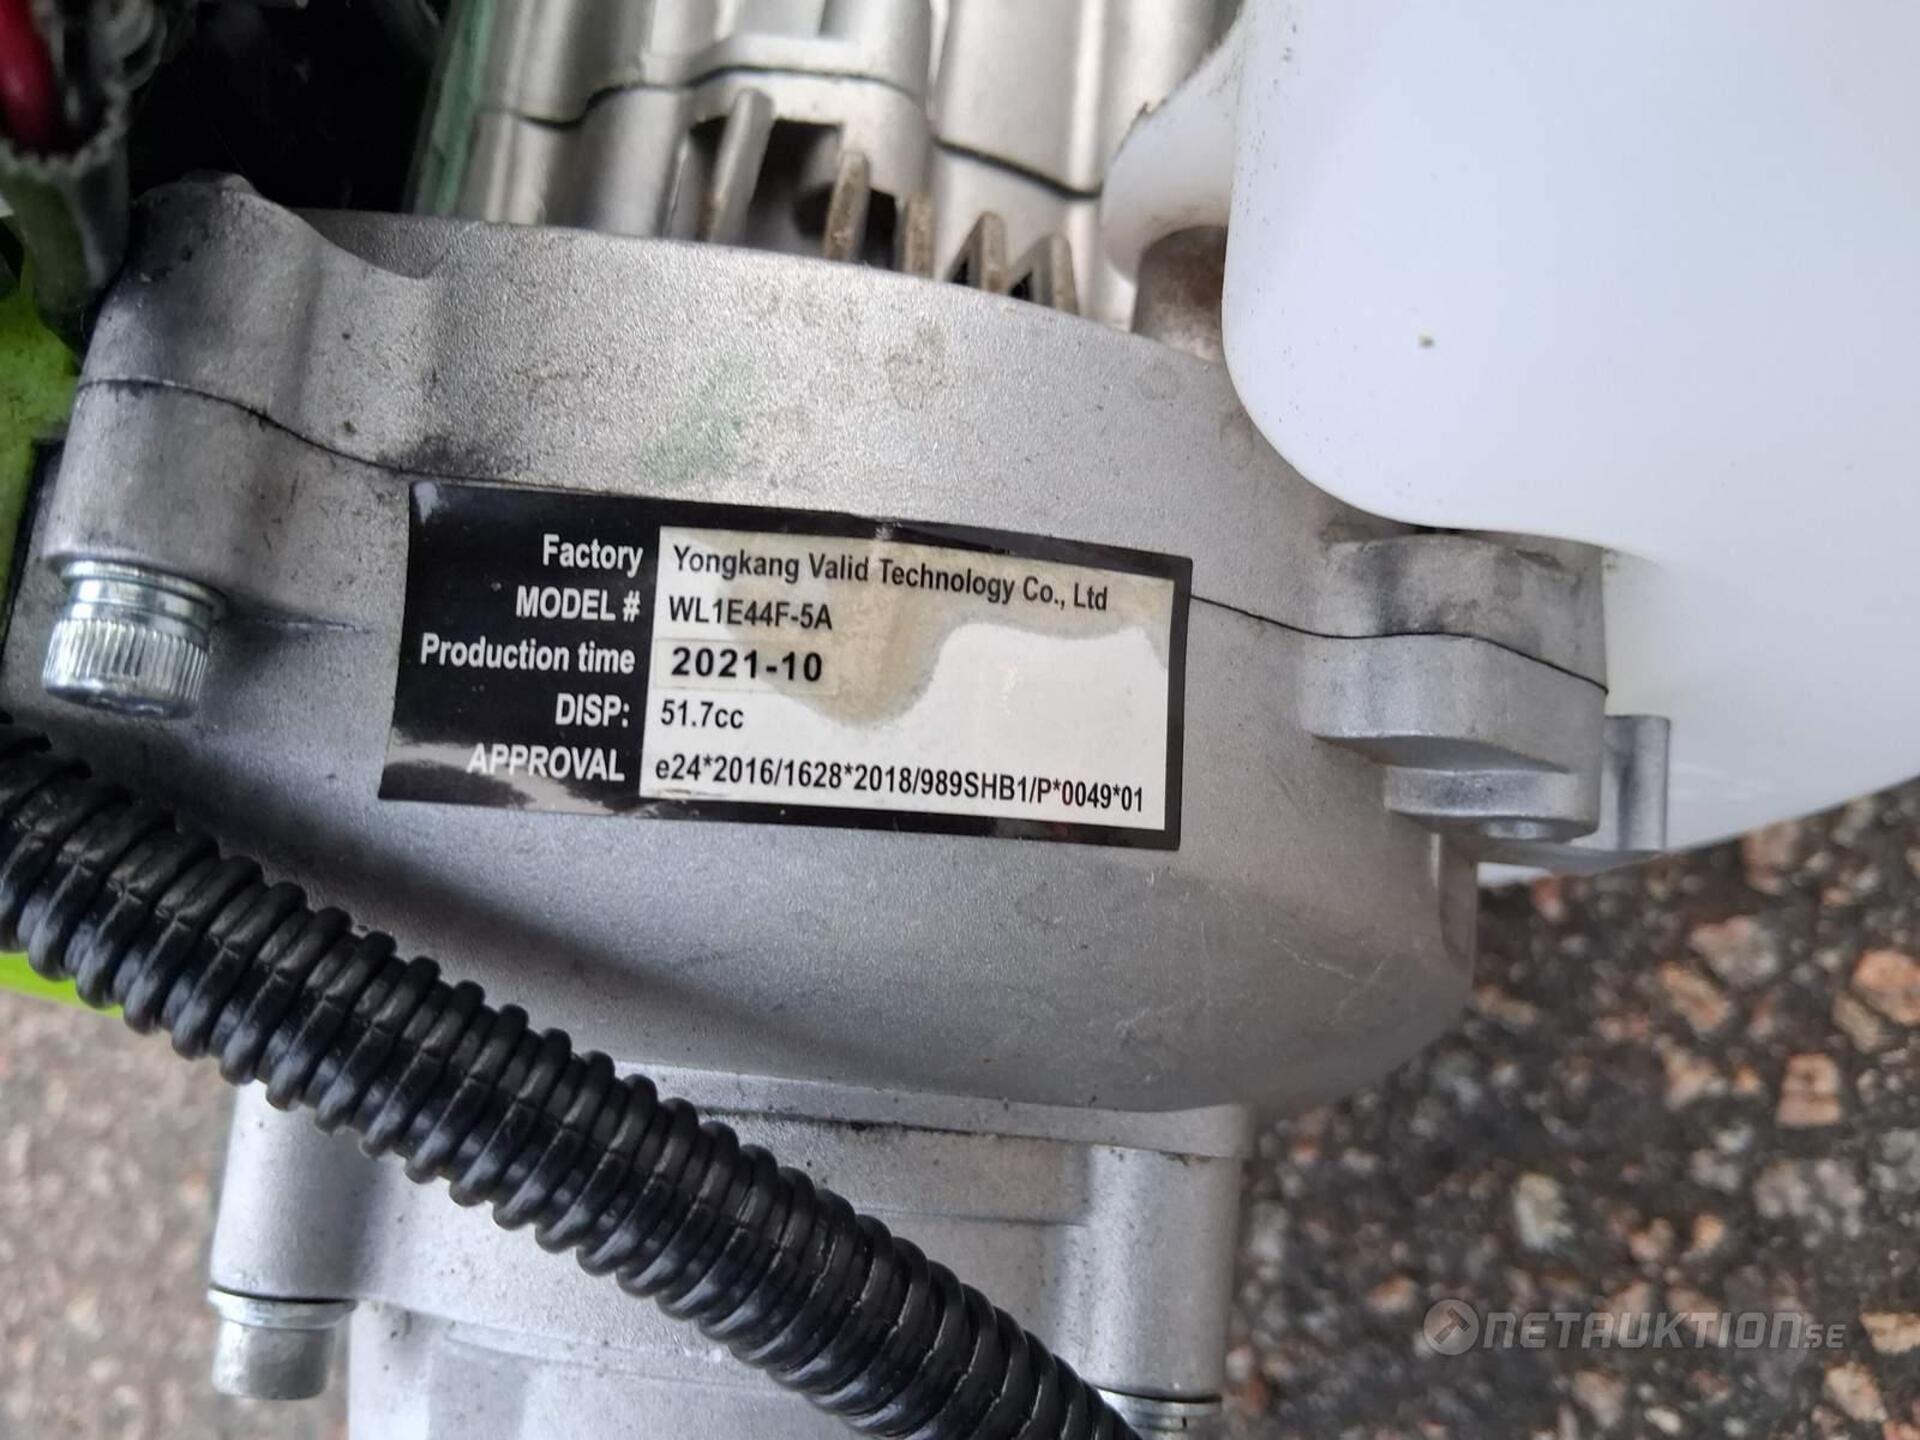 Factory Yongkang Valid Technology Co., Ltd
MODEL # WL1E44F-5A
Production time 2021-10
DISP: 51.7cc
APPROVAL e24*2016/1628*2018/989SHB1/P*0049*01
NETAUKTION.SE